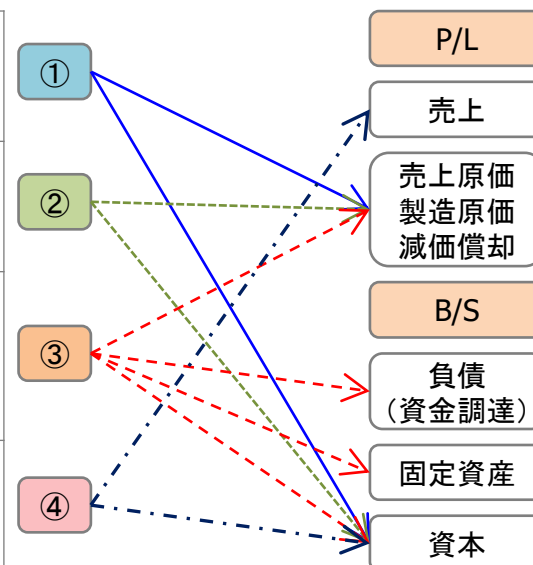 ①
②
③
④
P/L
売上
売上原価
製造原価
減価償却
B/S
負債
（資金調達）
固定資産
資本